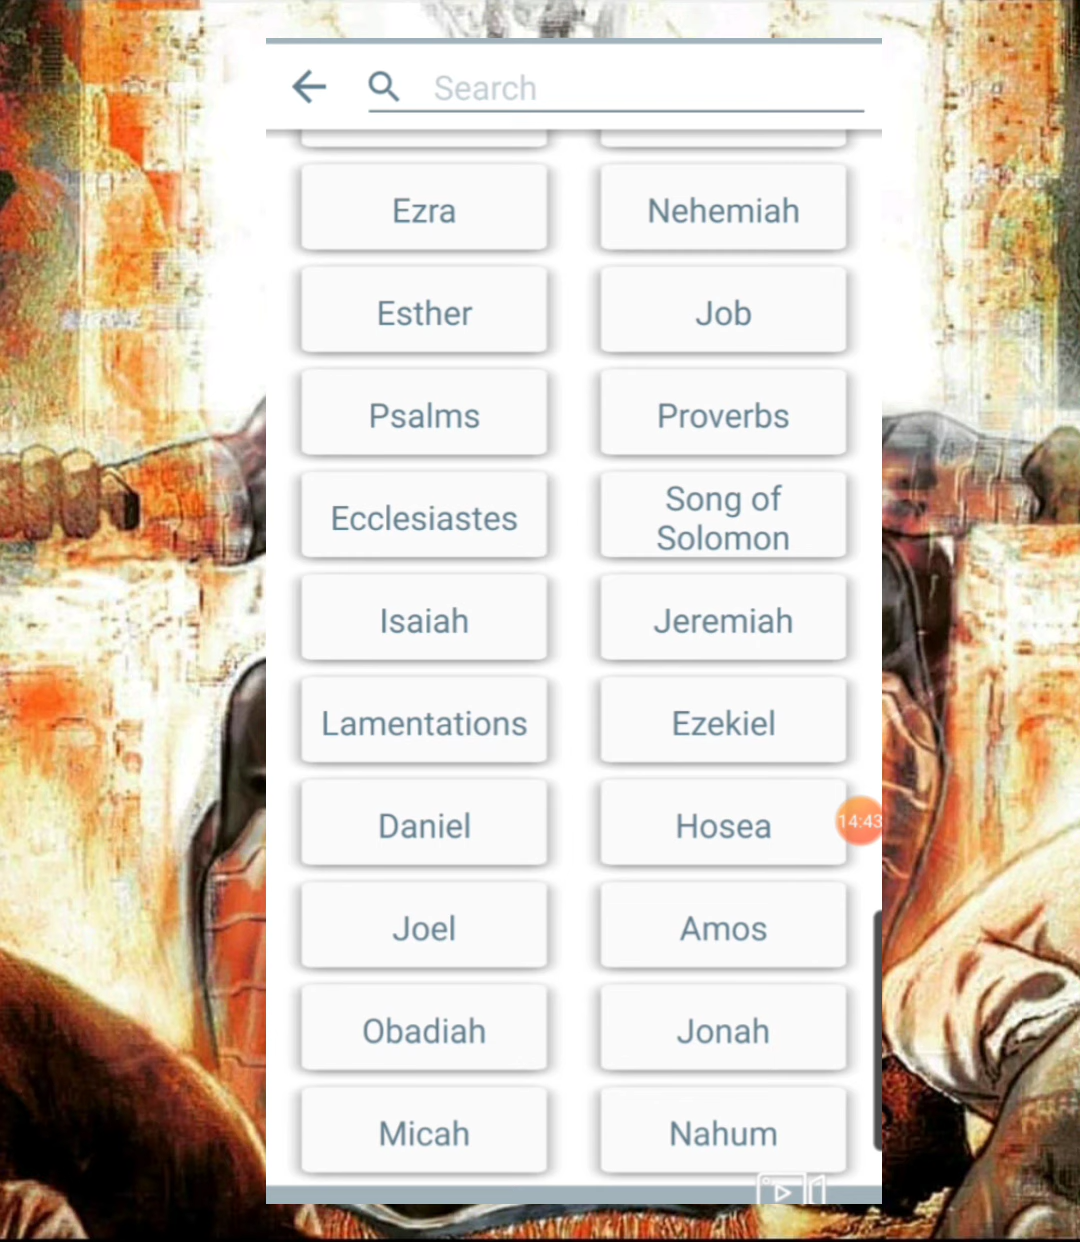 Search
Ezra
Nehemiah
Esther
Job
Psalms
Proverbs
Ecclesiastes
Song of
Solomon
Isaiah
Jeremiah
Lamentations
Ezekiel
Daniel
Hosea
14:43
Joel
Amos
Obadiah
Jonah
Micah
Nahum